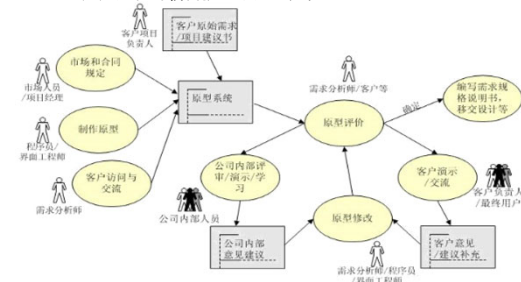 客户项目
负责人
客户原始需求
/项目建议书
市场和合同
规定
市场人员
/项目经理
原型系统
需求分析师/客户等
制作原型
程序员/
界面工程师
原型评价
确定
编写需求规
格说明书，
移交设计等
客户访问与
交流
需求分析师
公司内部评
审/演示/学
习
公司内部人员
客户演示
/交流
客户负责人
/最终用户
原型修改
公司内部
意见建议
客户意见
/建议补充
需求分析师/程序员
/界面工程师